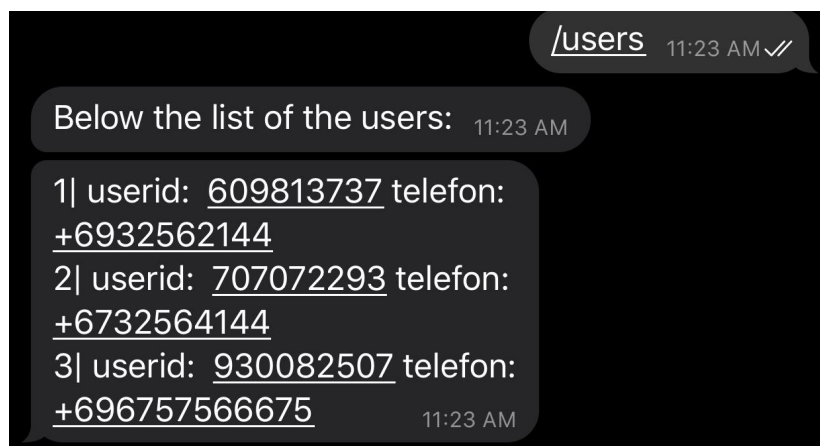 /users 11:23 AM
Below the list of the users: 11:23 AM
1| userid: 609813737 telefon:
+6932562144
2| userid: 707072293 telefon:
+6732564144
3| userid: 930082507 telefon:
+696757566675 11:23 AM